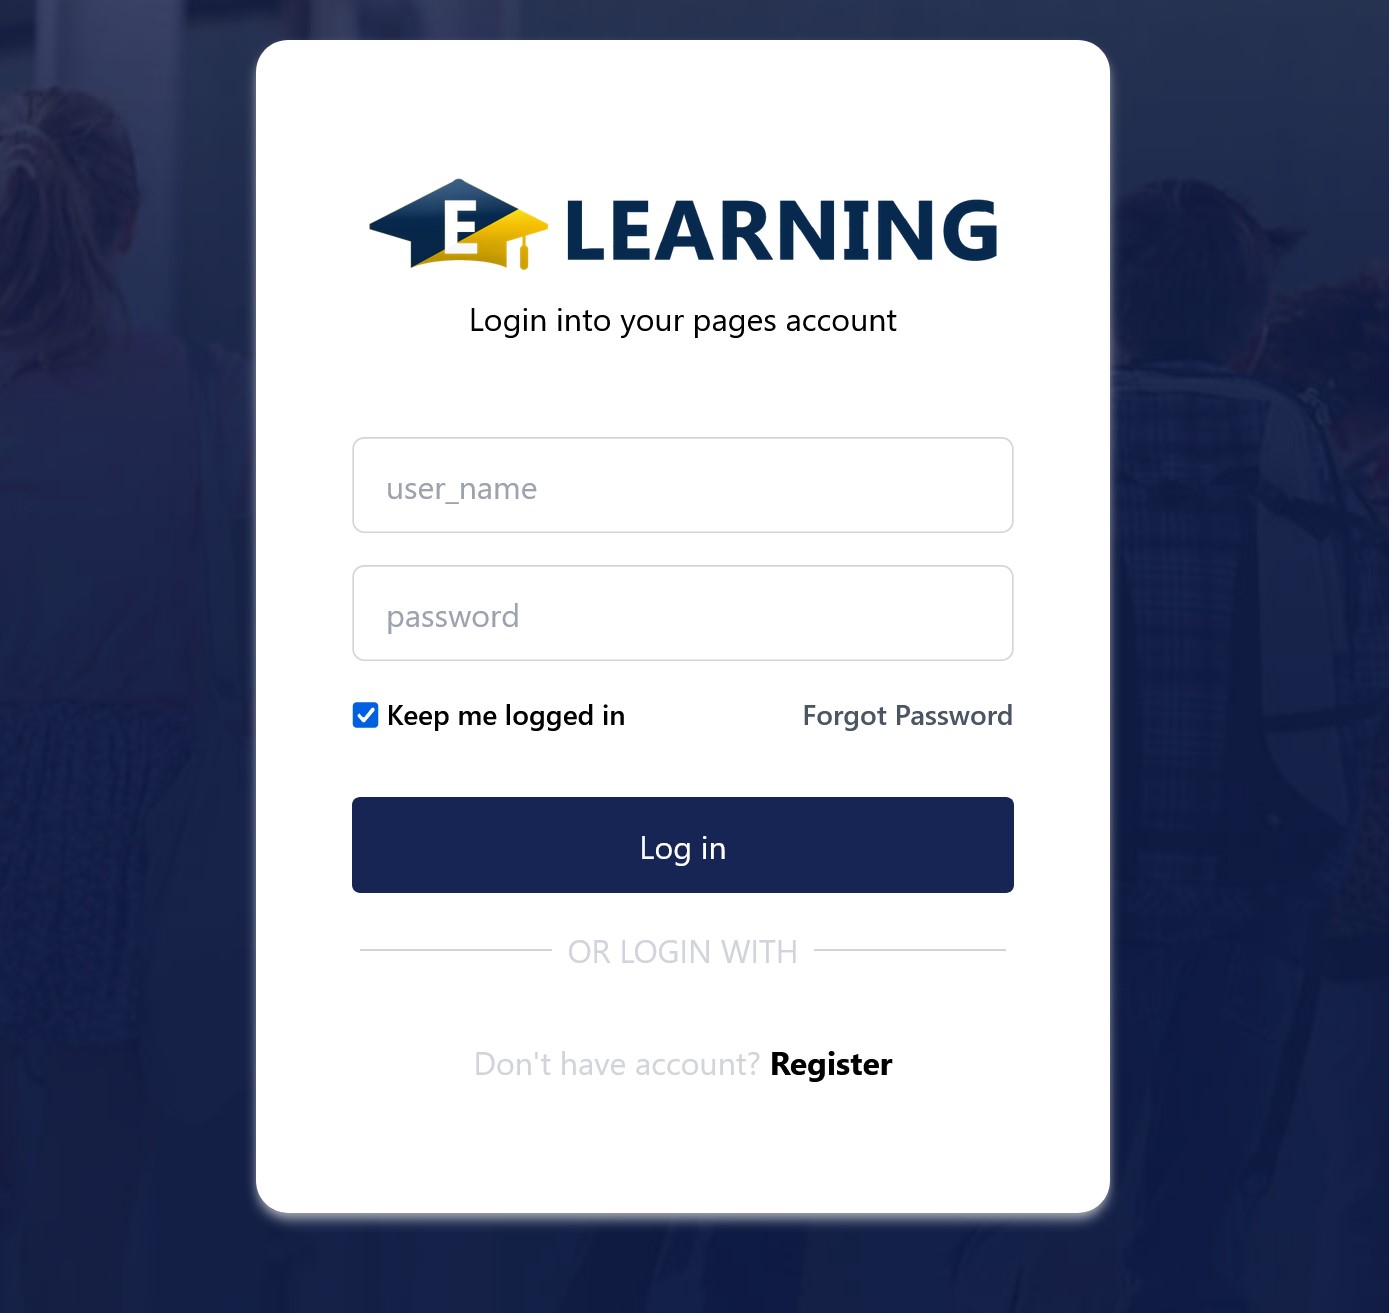 E LEARNING
Login into your pages account
user_name
password
Keep me logged in
Forgot Password
Log in
OR LOGIN WITH
Don't have account? Register